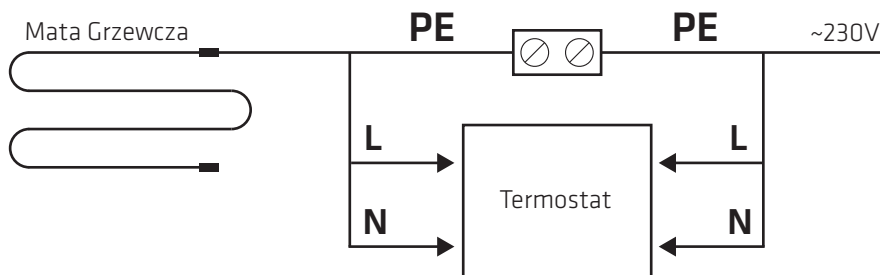 Mata Grzewcza
PE
PE
~230V
L
L
Termostat
N
N